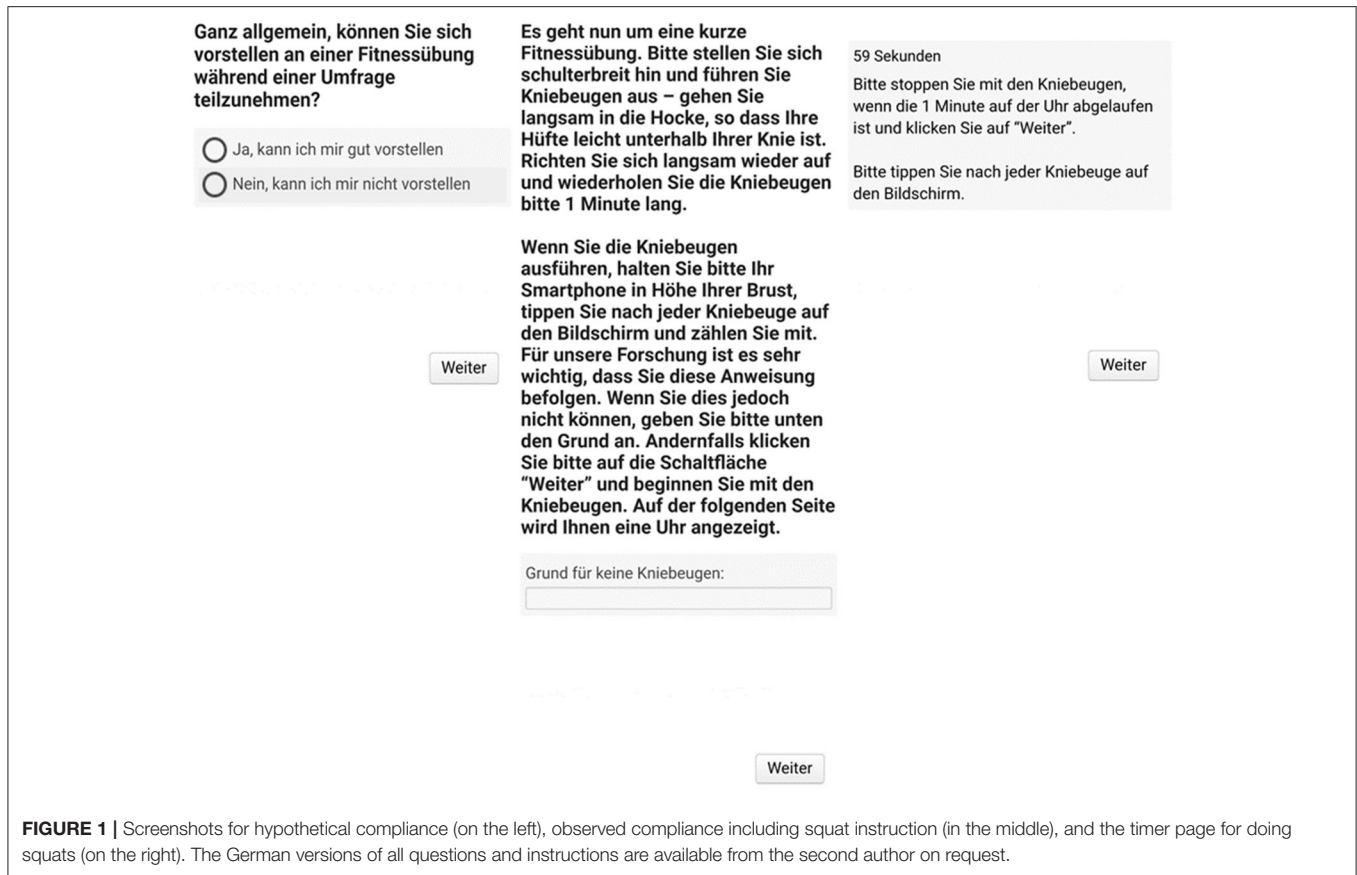 Ganz allgemein, können Sie sich
vorstellen an einer Fitnessübung
während einer Umfrage
teilzunehmen?
Ja, kann ich mir gut vorstellen
Nein, kann ich mir nicht vorstellen
Weiter
Es geht nun um eine kurze
Fitnessübung. Bitte stellen Sie sich
schulterbreit hin und führen Sie
Kniebeugen aus – gehen Sie
langsam in die Hocke, so dass Ihre
Hüfte leicht unterhalb Ihrer Knie ist.
Richten Sie sich langsam wieder auf
und wiederholen Sie die Kniebeugen
bitte 1 Minute lang.
Wenn Sie die Kniebeugen
ausführen, halten Sie bitte Ihr
Smartphone in Höhe Ihrer Brust,
tippen Sie nach jeder Kniebeuge auf
den Bildschirm und zählen Sie mit.
Für unsere Forschung ist es sehr
wichtig, dass Sie diese Anweisung
befolgen. Wenn Sie dies jedoch
nicht können, geben Sie bitte unten
den Grund an. Andernfalls klicken
Sie bitte auf die Schaltfläche
“Weiter” und beginnen Sie mit den
Kniebeugen. Auf der folgenden Seite
wird Ihnen eine Uhr angezeigt.
Grund für keine Kniebeugen:
Weiter
59 Sekunden
Bitte stoppen Sie mit den Kniebeugen,
wenn die 1 Minute auf der Uhr abgelaufen
ist und klicken Sie auf “Weiter”.
Bitte tippen Sie nach jeder Kniebeuge auf
den Bildschirm.
Weiter
FIGURE 1 | Screenshots for hypothetical compliance (on the left), observed compliance including squat instruction (in the middle), and the timer page for doing
squats (on the right). The German versions of all questions and instructions are available from the second author on request.